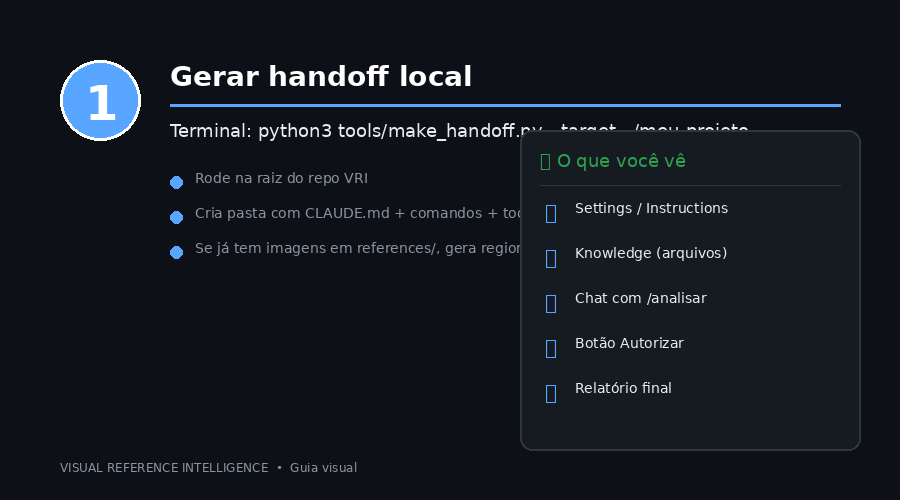 1
Gerar handoff local
Terminal: python3 tools/make_handoff.py
Rode na raiz do repo VRI
Cria pasta com CLAUDE.md + comandos +
Se já tem imagens em references/, gera
O que você vê
Settings / Instructions
Knowledge (arquivos)
Chat com /analisar
Botão Autorizar
Relatório final
VISUAL REFERENCE INTELLIGENCE • Guia visual